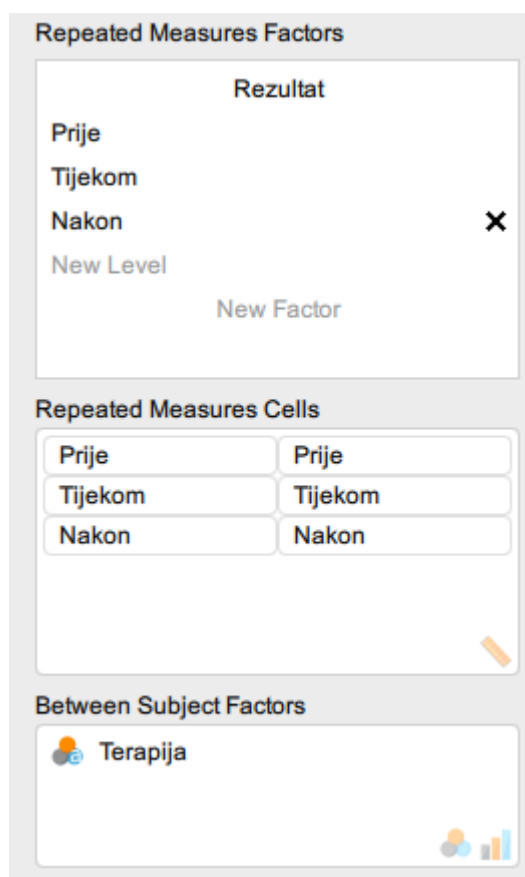 Repeated Measures Factors
Rezultat
Prije
Tijekom
Nakon
New Level
New Factor
Repeated Measures Cells
Prije Prije
Tijekom Tijekom
Nakon Nakon
Between Subject Factors
Terapija